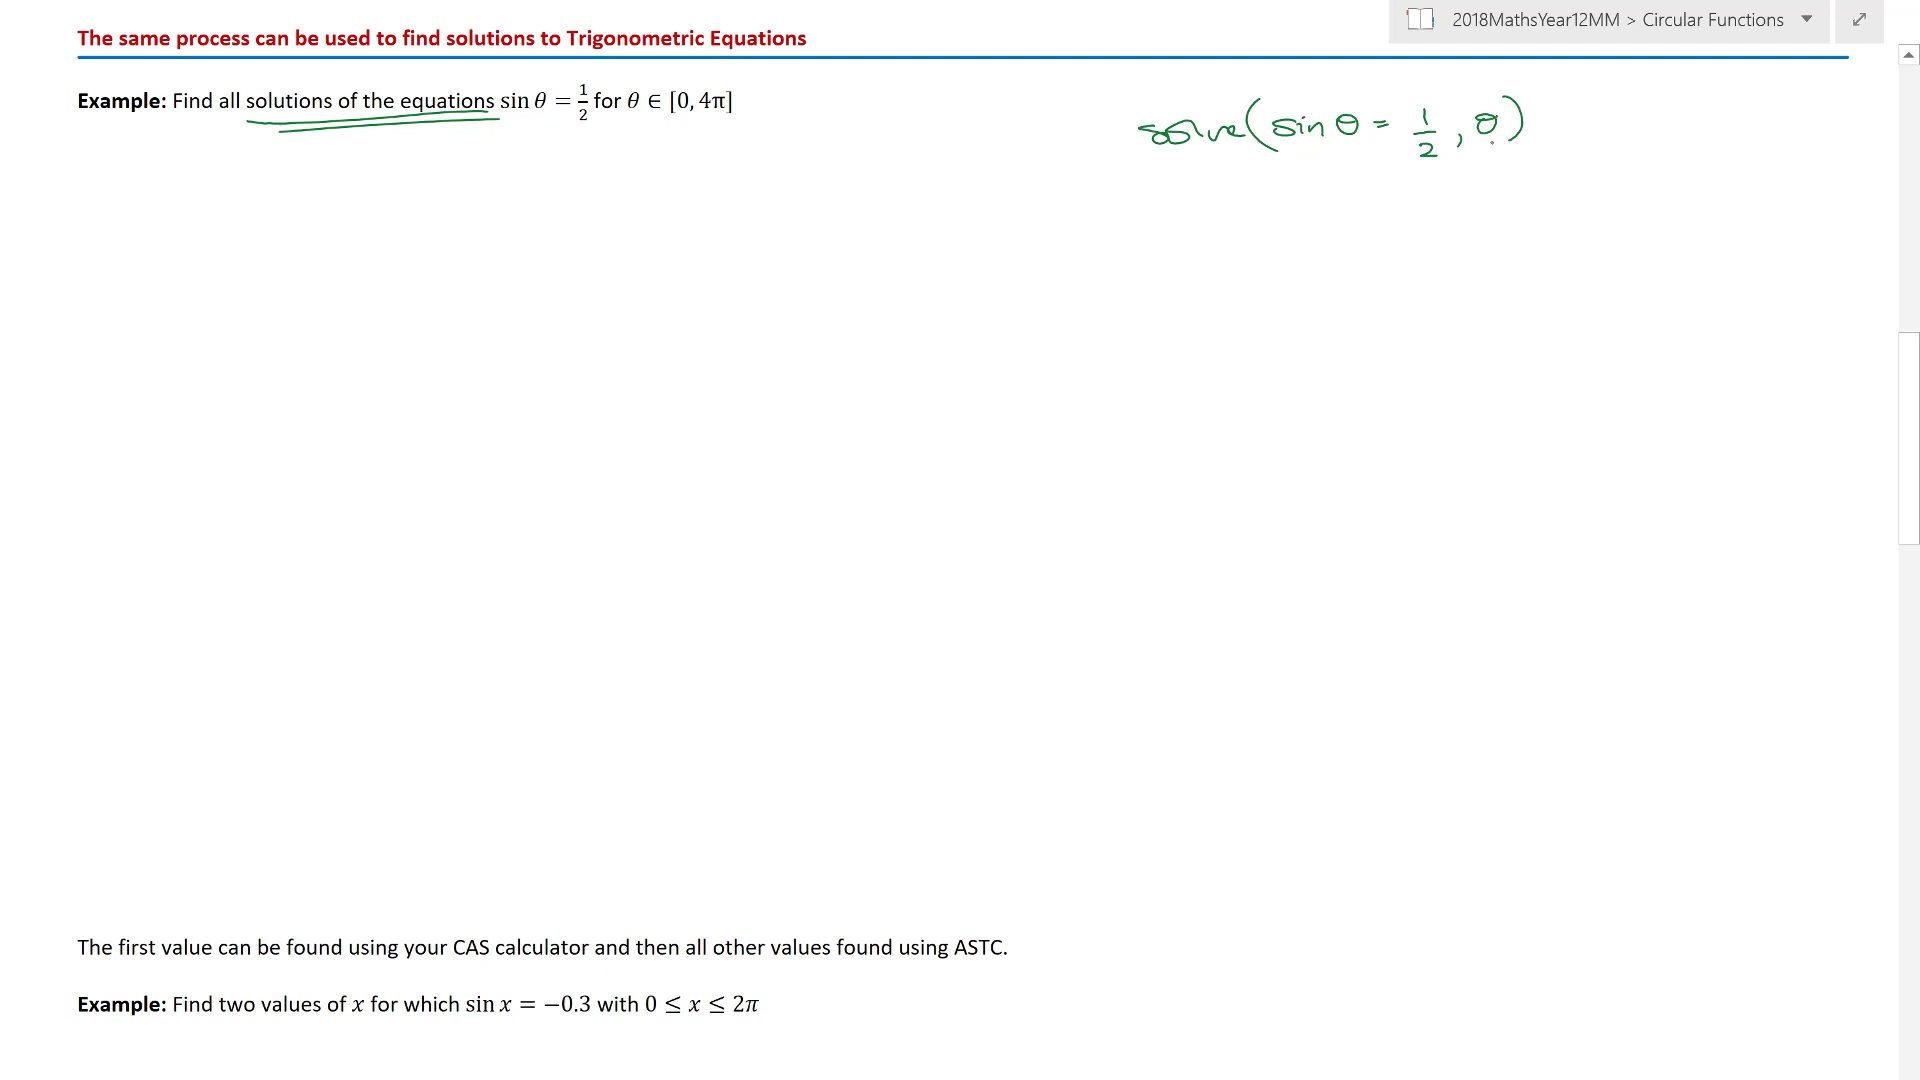 2018MathsYear12MM > Circular Functions
The same process can be used to find solutions to Trigonometric Equations
Example: Find all solutions of the equations sin θ = 1/2 for θ ∈ [0, 4π]
solve(sin θ = 1/2, θ)
The first value can be found using your CAS calculator and then all other values found using ASTC.
Example: Find two values of x for which sin x = −0.3 with 0 ≤ x ≤ 2π